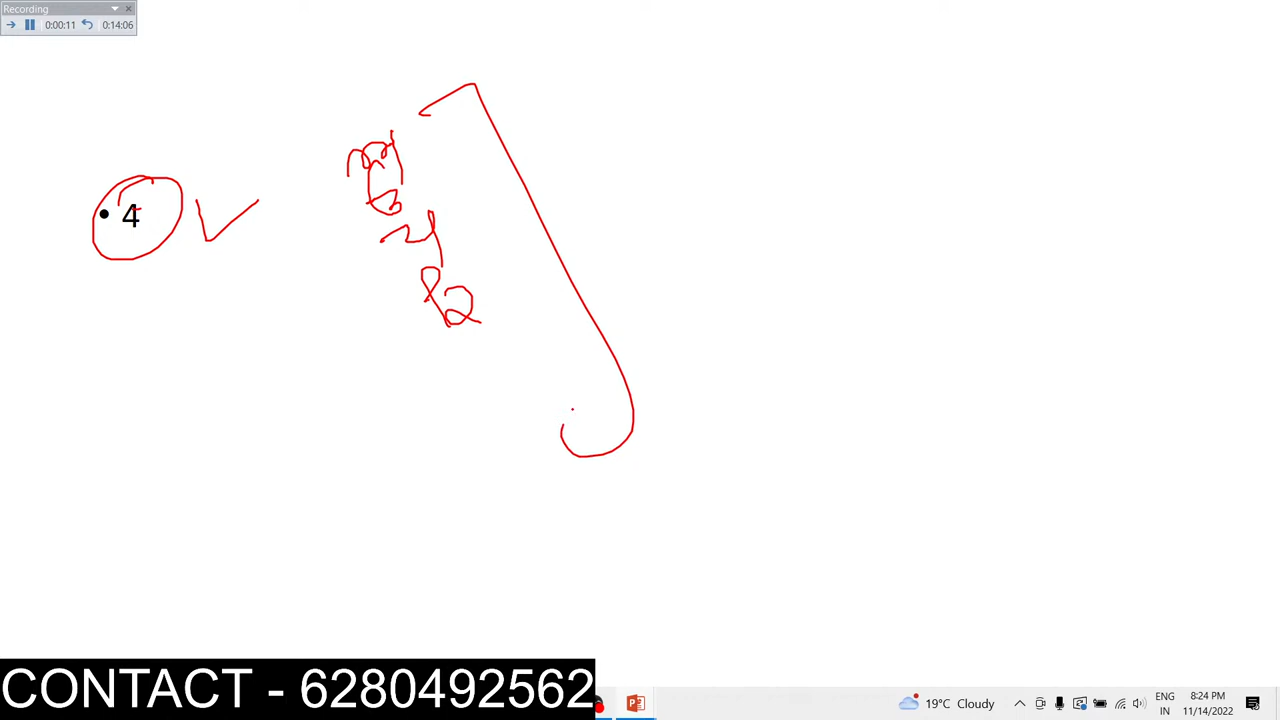 Recording
0:00:11 0:14:06
• 4
CONTACT - 6280492562
19°C Cloudy
ENG
IN
8:24 PM
11/14/2022